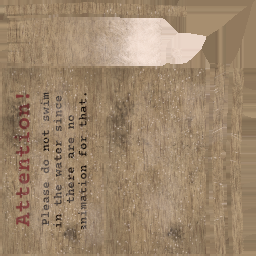 Attention!
Please do not swim
in the water since
there are no
animation for that.